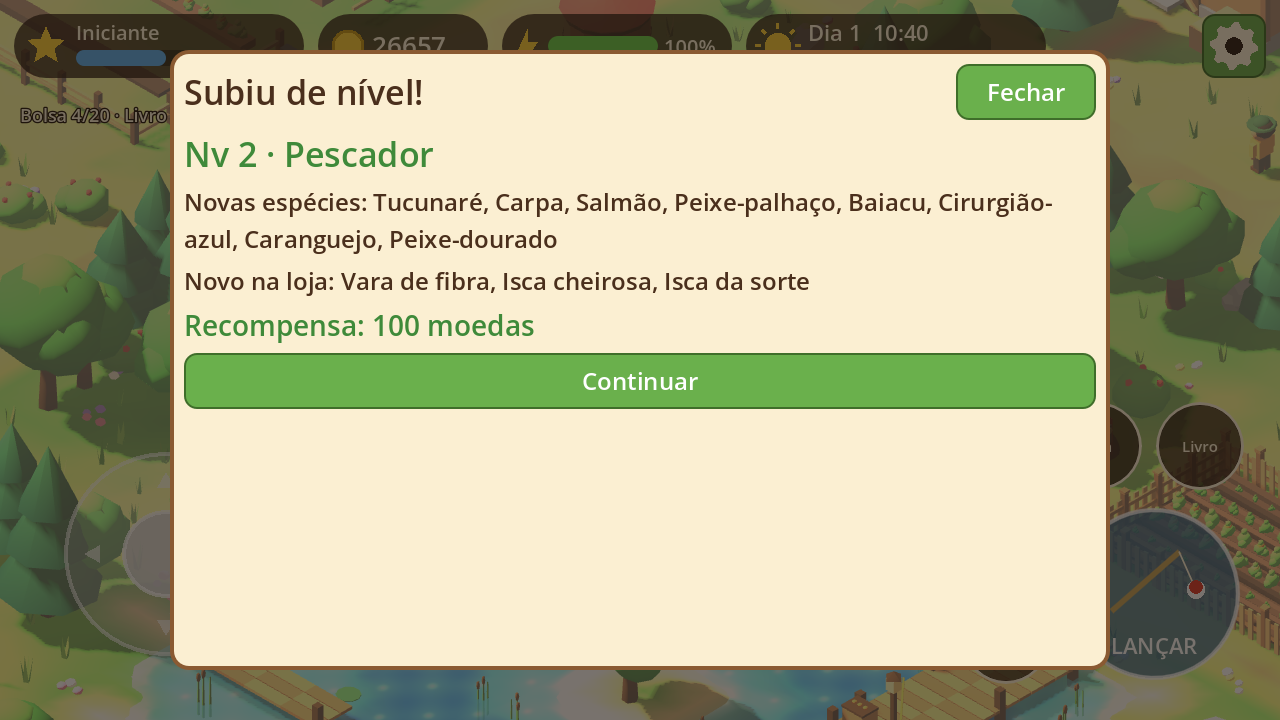 Iniciante
26657
100%
Dia 1 10:40
Bolsa 4/20 · Livro
Subiu de nível!
Fechar
Nv 2 · Pescador
Novas espécies: Tucunaré, Carpa, Salmão, Peixe-palhaço, Baiacu, Cirurgião-
azul, Caranguejo, Peixe-dourado
Novo na loja: Vara de fibra, Isca cheirosa, Isca da sorte
Recompensa: 100 moedas
Continuar
Livro
LANÇAR